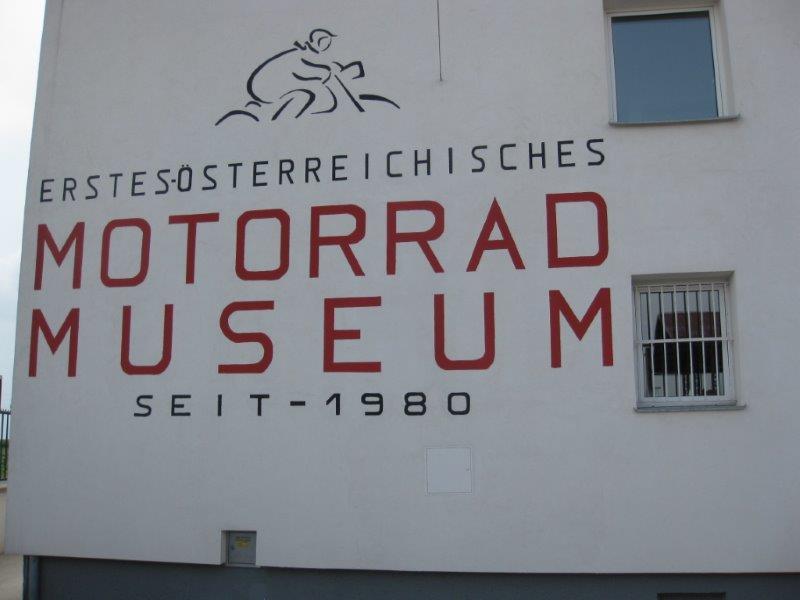 ERSTES-ÖSTERREICHISCHES
MOTORRAD
MUSEUM
SEIT-1980